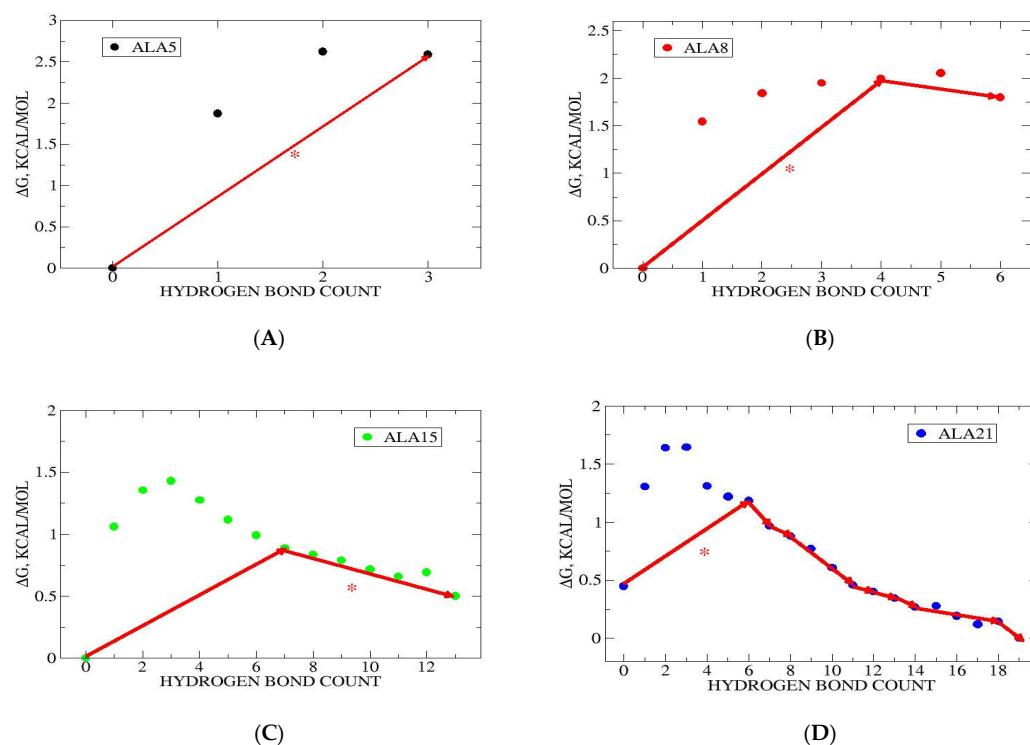 3
2.5
2
1.5
1
0.5
0
ΔG, KCAL/MOL
ALA5
*
0 1 2 3
HYDROGEN BOND COUNT
(A)
2.5
2
1.5
1
0.5
0
ΔG, KCAL/MOL
ALA8
*
0 1 2 3 4 5 6
HYDROGEN BOND COUNT
(B)
2
1.5
1
0.5
0
ΔG, KCAL/MOL
ALA15
*
0 2 4 6 8 10 12
HYDROGEN BOND COUNT
(C)
2
1.5
1
0.5
0
ΔG, KCAL/MOL
ALA21
*
0 2 4 6 8 10 12 14 16 18
HYDROGEN BOND COUNT
(D)